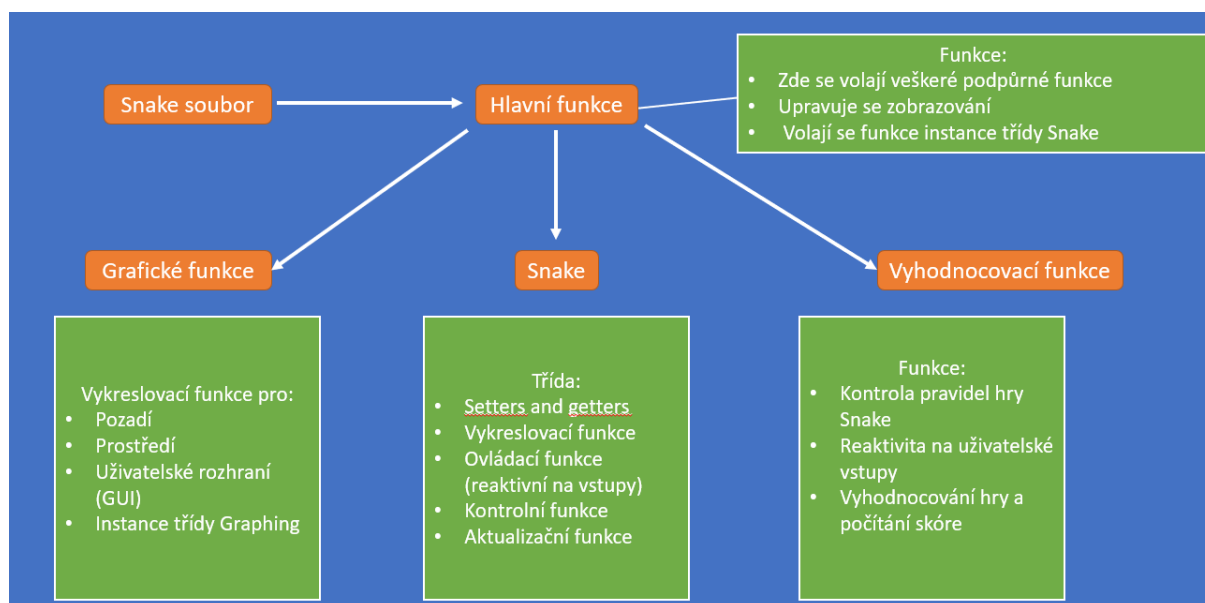 Snake soubor
Hlavní funkce
Funkce:
• Zde se volají veškeré podpůrné funkce
• Upravuje se zobrazování
• Volají se funkce instance třídy Snake
Grafické funkce
Snake
Vyhodnocovací funkce
Vykreslovací funkce pro:
• Pozadí
• Prostředí
• Uživatelské rozhraní
(GUI)
• Instance třídy Graphing
Třída:
• Setters and getters
• Vykreslovací funkce
• Ovládací funkce
(reaktivní na vstupy)
• Kontrolní funkce
• Aktualizační funkce
Funkce:
• Kontrola pravidel hry
Snake
• Reaktivita na uživatelské
vstupy
• Vyhodnocování hry a
počítání skóre